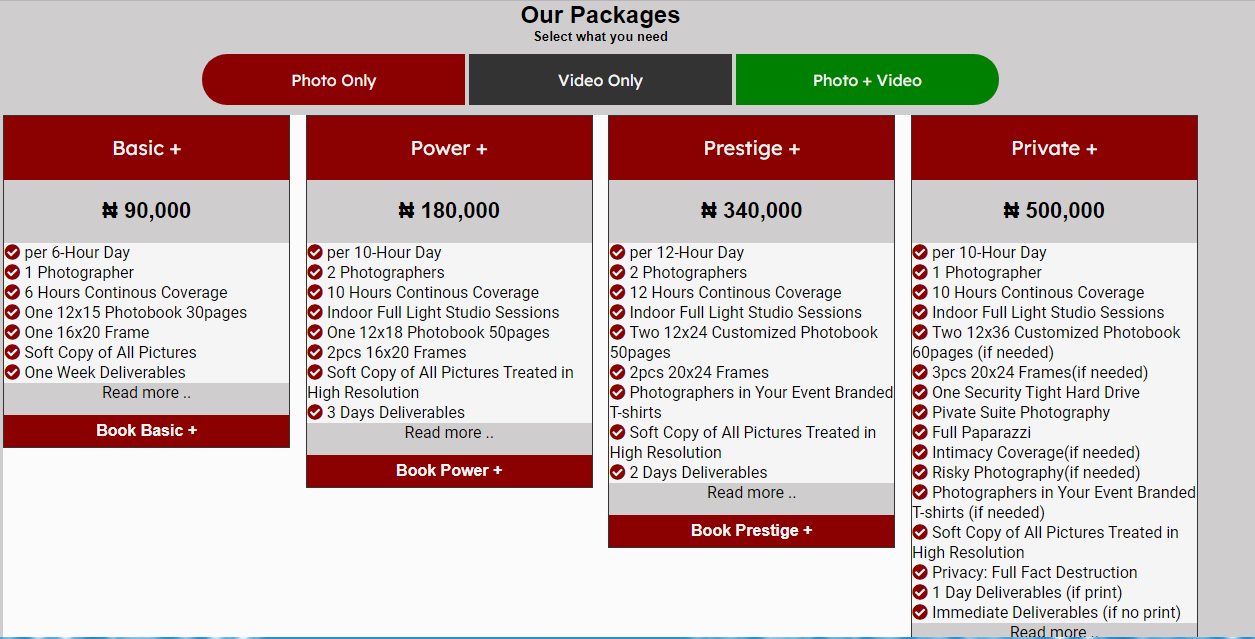 Our Packages
Select what you need
Photo Only
Video Only
Photo + Video
Basic +
₦ 90,000
per 6-Hour Day
1 Photographer
6 Hours Continous Coverage
One 12x15 Photobook 30pages
One 16x20 Frame
Soft Copy of All Pictures
One Week Deliverables
Read more ..
Book Basic +
Power +
₦ 180,000
per 10-Hour Day
2 Photographers
10 Hours Continous Coverage
Indoor Full Light Studio Sessions
One 12x18 Photobook 50pages
2pcs 16x20 Frames
Soft Copy of All Pictures Treated in
High Resolution
3 Days Deliverables
Read more ..
Book Power +
Prestige +
₦ 340,000
per 12-Hour Day
2 Photographers
12 Hours Continous Coverage
Indoor Full Light Studio Sessions
Two 12x24 Customized Photobook
50pages
2pcs 20x24 Frames
Photographers in Your Event Branded
T-shirts
Soft Copy of All Pictures Treated in
High Resolution
2 Days Deliverables
Read more ..
Book Prestige +
Private +
₦ 500,000
per 10-Hour Day
1 Photographer
10 Hours Continous Coverage
Indoor Full Light Studio Sessions
Two 12x36 Customized Photobook
60pages (if needed)
3pcs 20x24 Frames(if needed)
One Security Tight Hard Drive
Pivate Suite Photography
Full Paparazzi
Intimacy Coverage(if needed)
Risky Photography(if needed)
Photographers in Your Event Branded
T-shirts (if needed)
Soft Copy of All Pictures Treated in
High Resolution
Privacy: Full Fact Destruction
1 Day Deliverables (if print)
Immediate Deliverables (if no print)
Read more ..